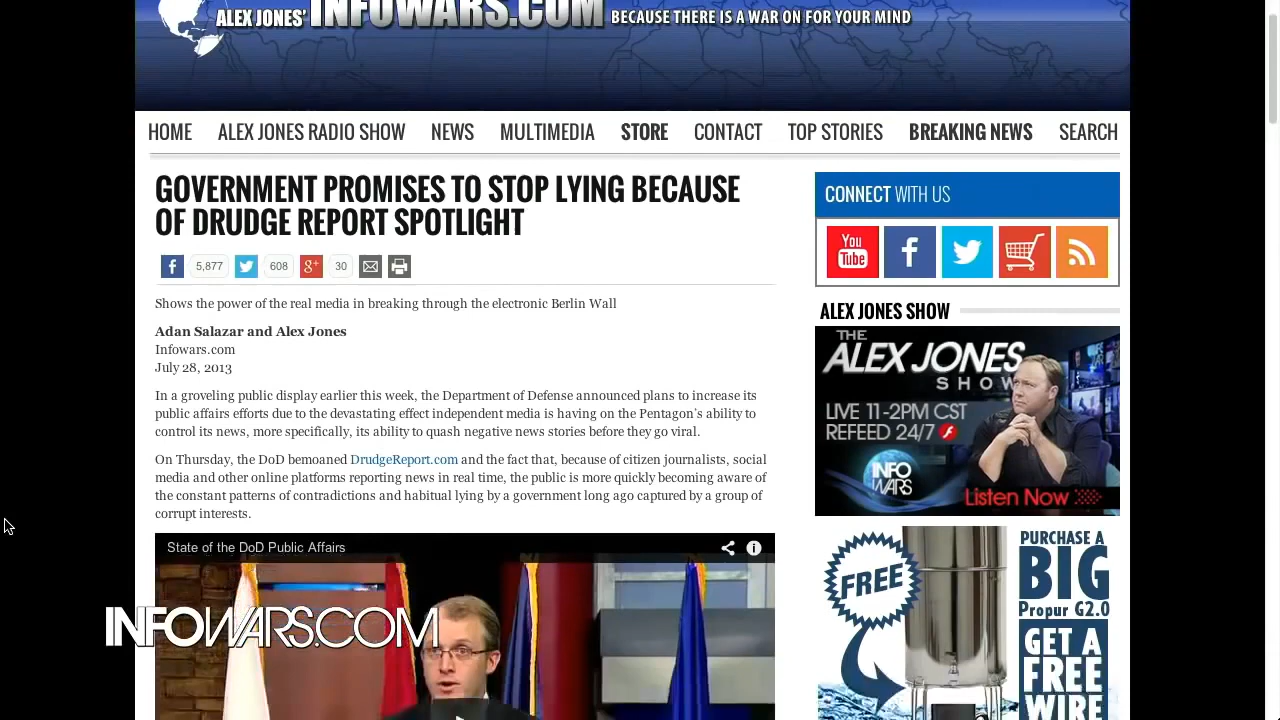 ALEX JONES' INFOWARS.COM BECAUSE THERE IS A WAR ON FOR YOUR MIND
HOME ALEX JONES RADIO SHOW NEWS MULTIMEDIA STORE CONTACT TOP STORIES BREAKING NEWS SEARCH
GOVERNMENT PROMISES TO STOP LYING BECAUSE
OF DRUDGE REPORT SPOTLIGHT
5,877 608 g+ 30
Shows the power of the real media in breaking through the electronic Berlin Wall
Adan Salazar and Alex Jones
Infowars.com
July 28, 2013
In a groveling public display earlier this week, the Department of Defense announced plans to increase its
public affairs efforts due to the devastating effect independent media is having on the Pentagon's ability to
control its news, more specifically, its ability to quash negative news stories before they go viral.
On Thursday, the DoD bemoaned DrudgeReport.com and the fact that, because of citizen journalists, social
media and other online platforms reporting news in real time, the public is more quickly becoming aware of
the constant patterns of contradictions and habitual lying by a government long ago captured by a group of
corrupt interests.
State of the DoD Public Affairs
INFOWARS.COM
CONNECT WITH US
You
Tube
ALEX JONES SHOW
THE
ALEX JONES
SHOW
LIVE 11-2PM CST
REFEED 24/7
INFO
WARS
Listen Now
FREE
PURCHASE A
BIG
Propur G2.0
GET A
FREE
WIRE